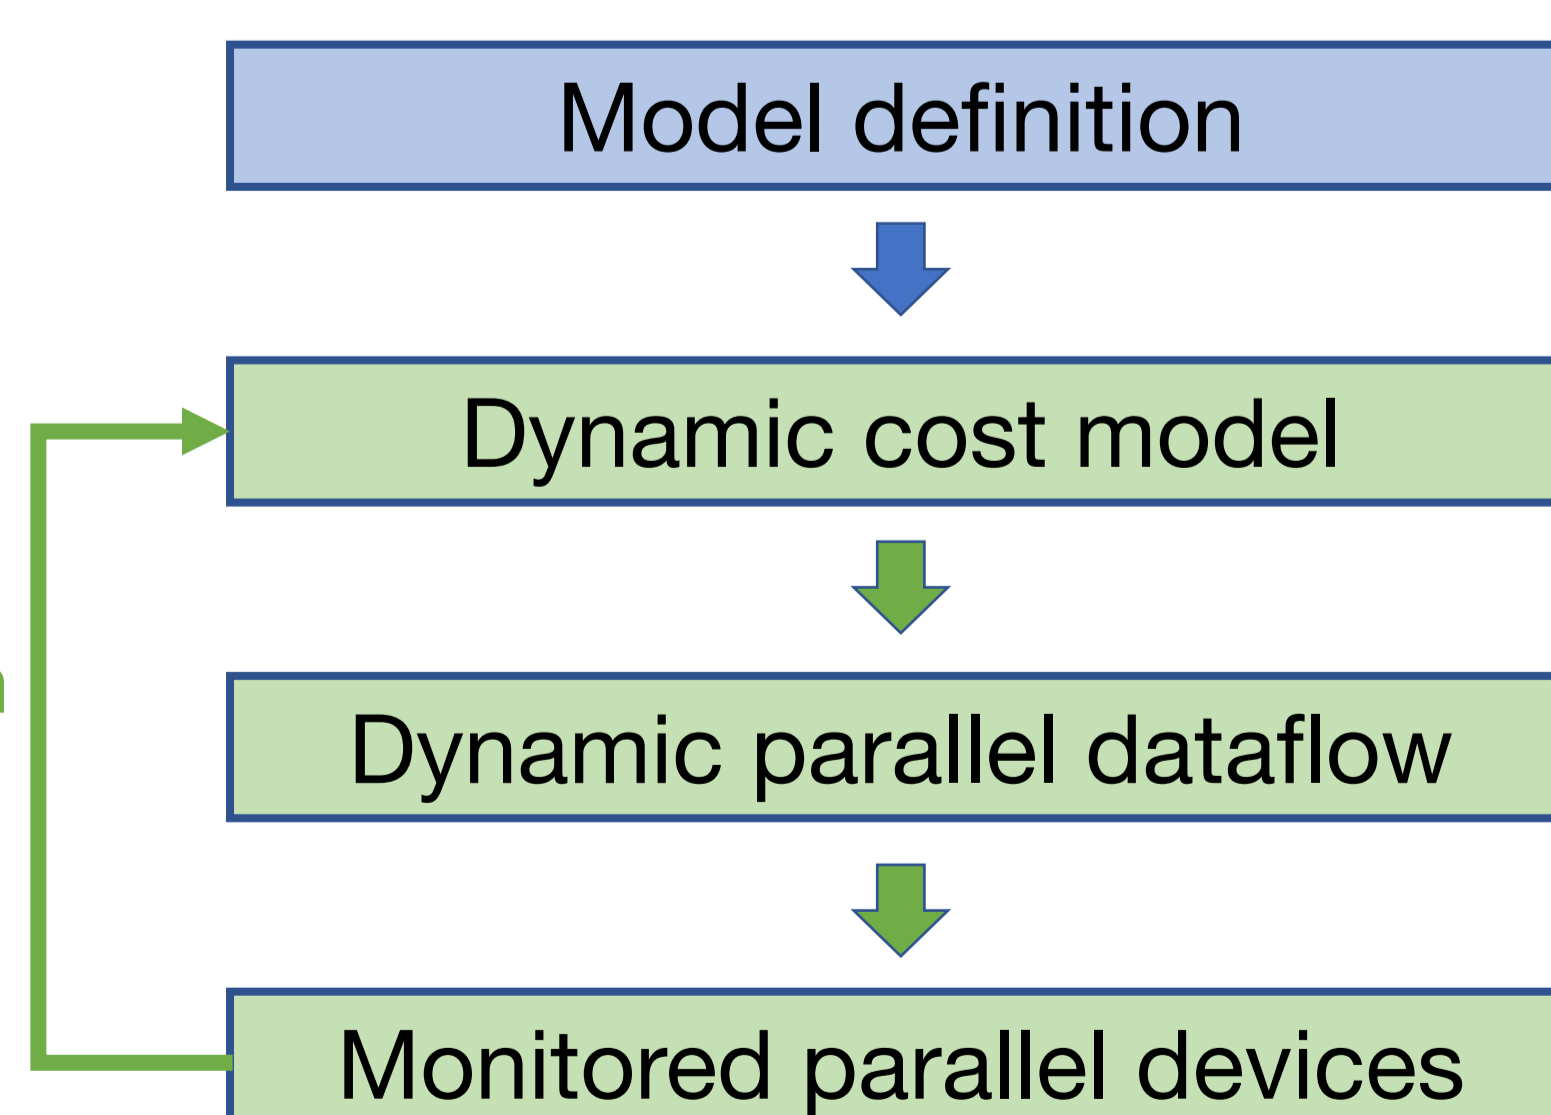 Model definition
Dynamic cost model
Dynamic parallel dataflow
Monitored parallel devices